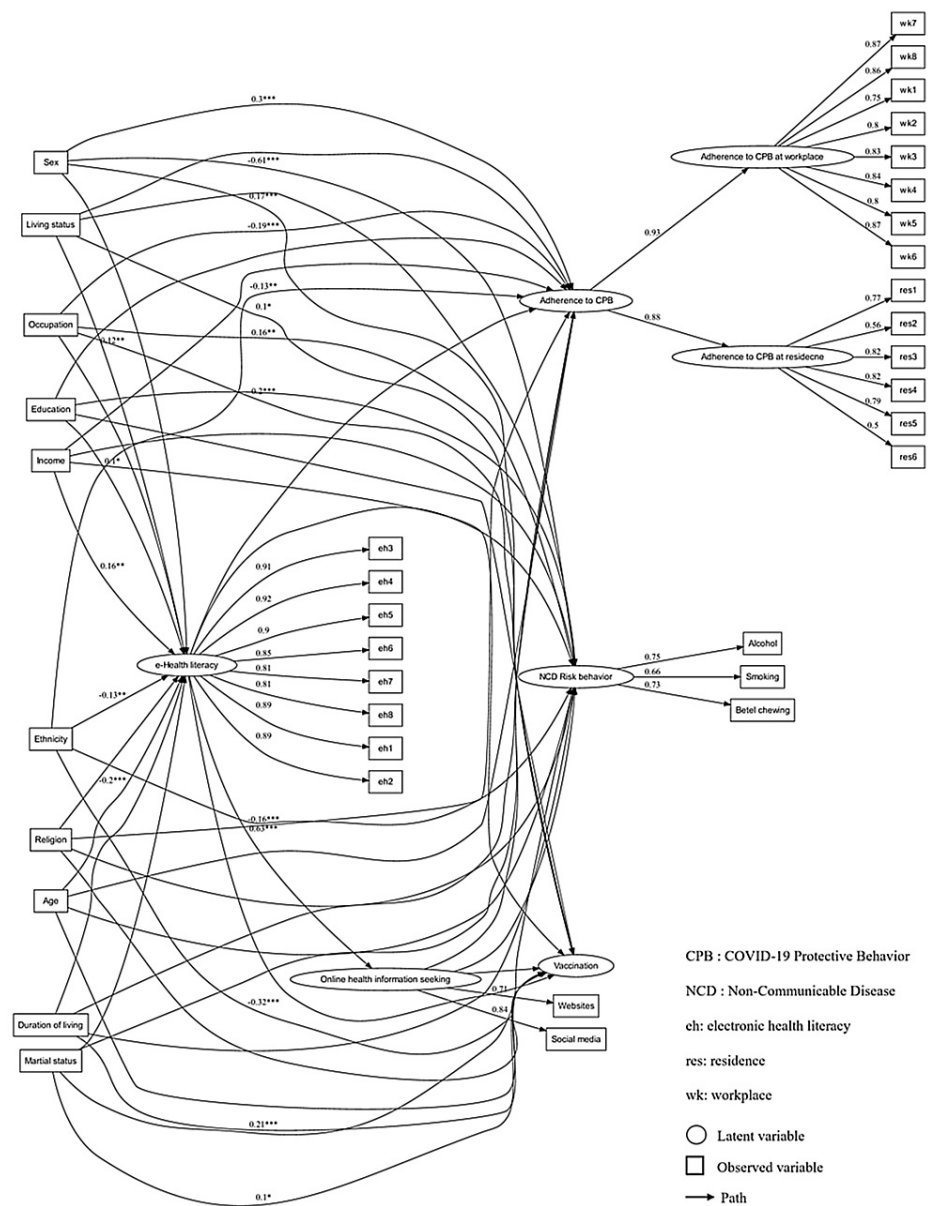 wk7
0.87
wk8
0.86
wk1
0.75
0.3***
wk2
0.8
Sex
-0.61***
Adherence to CPB at workplace
0.83
wk3
0.84
wk4
0.17***
0.8
Living status
-0.19***
wk5
0.87
0.93
wk6
-0.13**
res1
Adherence to CPB
0.77
0.1*
0.88
res2
Occupation
0.16**
0.56
0.12**
Adherence to CPB at residecne
0.82
res3
0.82
res4
0.2***
0.79
Education
res5
0.5
Income
0.1*
res6
eh3
0.91
0.16**
eh4
0.92
eh5
0.9
eh6
0.85
Alcohol
e-Health literacy
0.81
0.75
NCD Risk behavior
0.66
Smoking
eh7
0.81
0.73
-0.13**
0.89
eh8
Betel chewing
0.89
Ethnicity
eh1
-0.2***
eh2
-0.16***
0.63***
Religion
Age
CPB : COVID-19 Protective Behavior
Vaccination
Online health information seeking
0.71
NCD : Non-Communicable Disease
-0.32***
0.84
Websites
Duration of living
eh: electronic health literacy
Social media
Martial status
res: residence
wk: workplace
0.21***
Latent variable
Observed variable
0.1*
Path